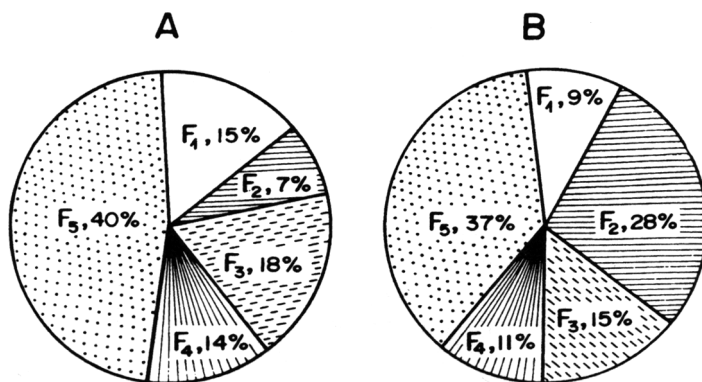 A
F₁, 15%
F₂, 7%
F₃, 18%
F₄, 14%
F₅, 40%
B
F₁, 9%
F₂, 28%
F₃, 15%
F₄, 11%
F₅, 37%